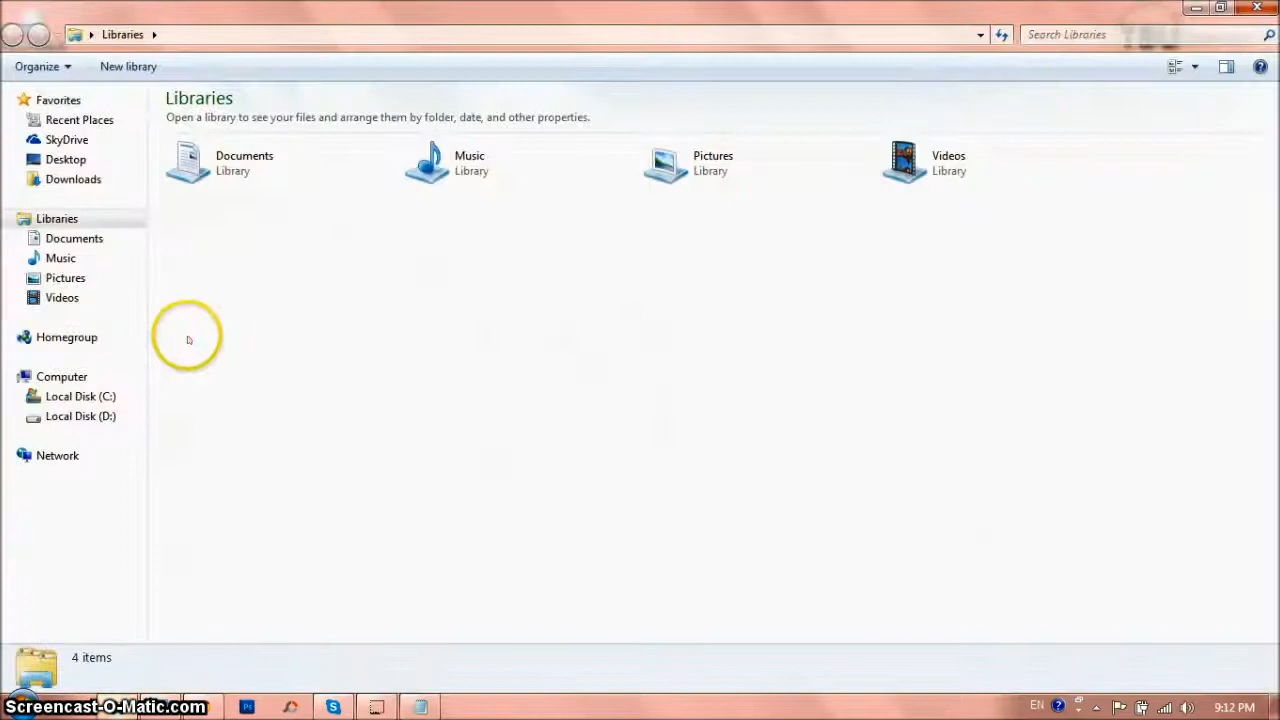 Libraries
Search Libraries
Organize
New library
Favorites
Recent Places
SkyDrive
Desktop
Downloads
Libraries
Documents
Music
Pictures
Videos
Homegroup
Computer
Local Disk (C:)
Local Disk (D:)
Network
Libraries
Open a library to see your files and arrange them by folder, date, and other properties.
Documents
Library
Music
Library
Pictures
Library
Videos
Library
4 items
Screencast-O-Matic.com
Ps
EN
9:12 PM